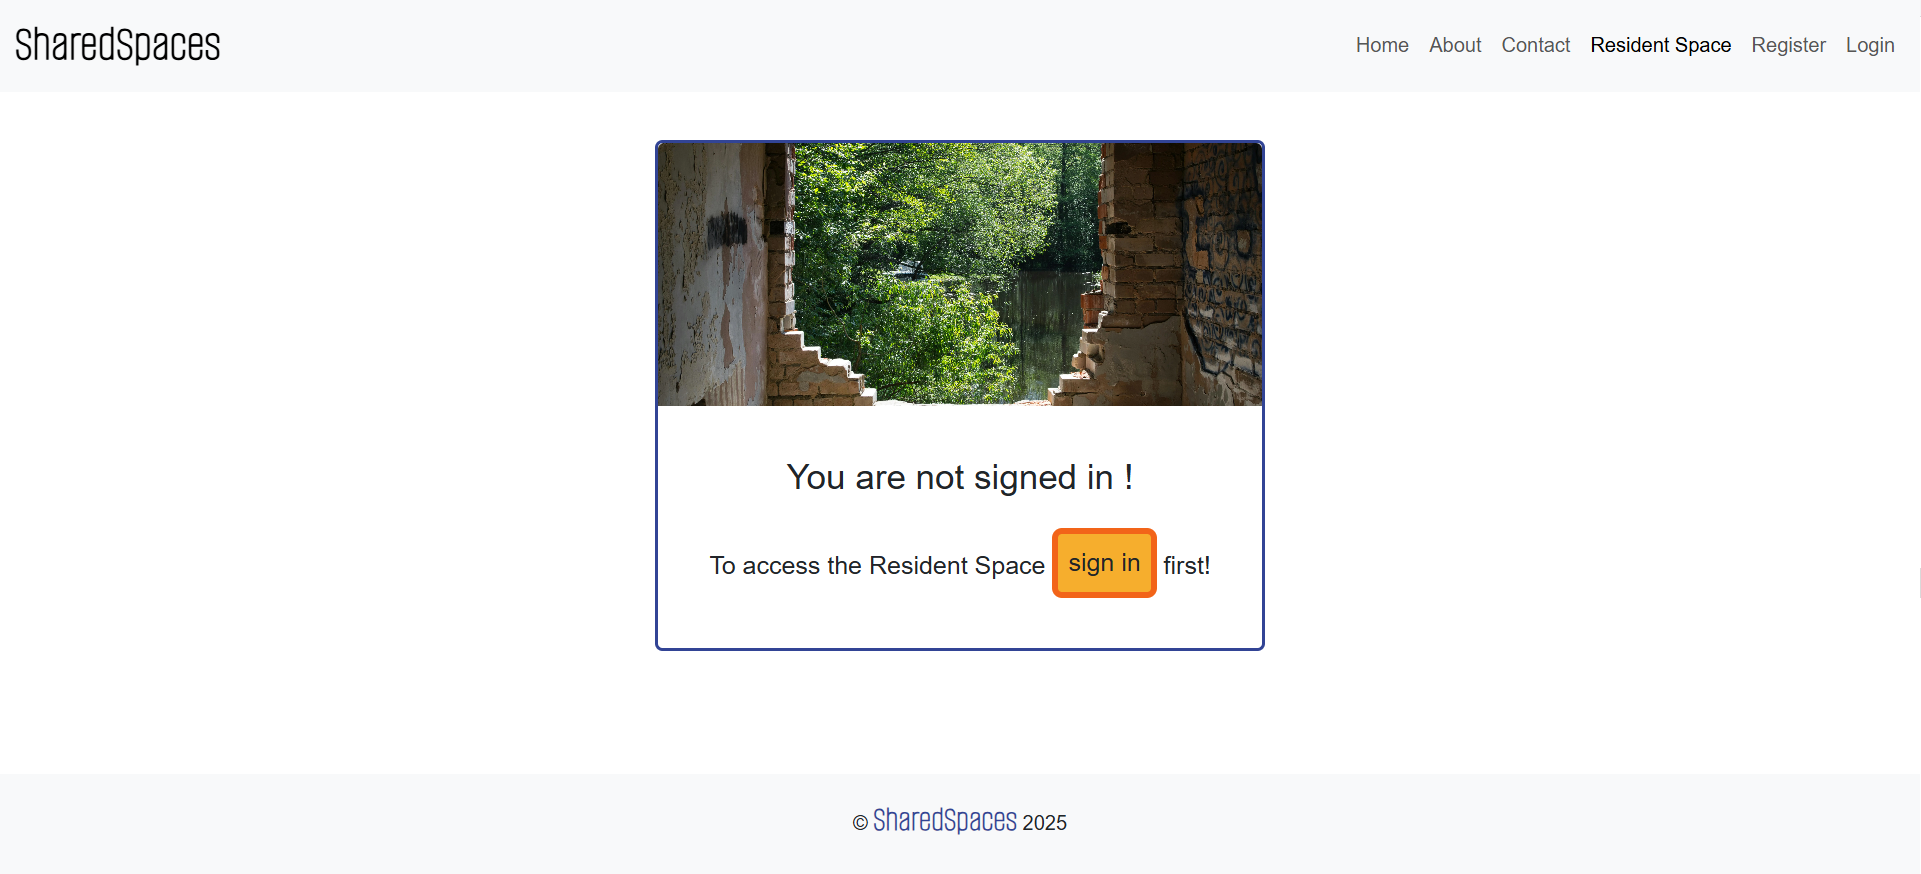 SharedSpaces
Home About Contact Resident Space Register Login
You are not signed in !
To access the Resident Space sign in first!
© SharedSpaces 2025